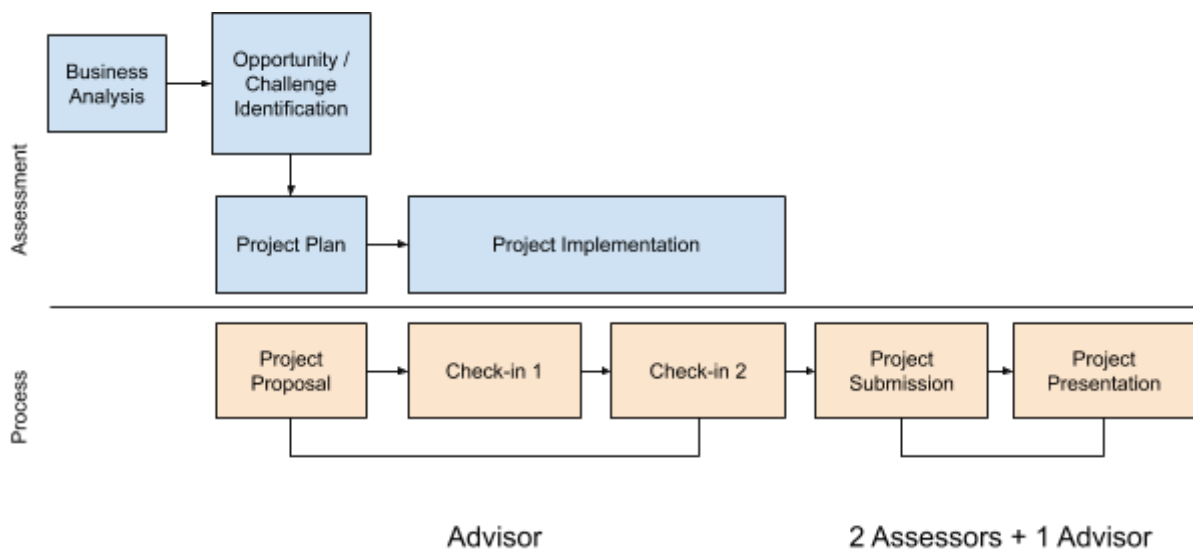 Business
Analysis
Opportunity /
Challenge
Identification
Assessment
Project Plan
Project Implementation
Process
Project
Proposal
Check-in 1
Check-in 2
Project
Submission
Project
Presentation
Advisor
2 Assessors + 1 Advisor